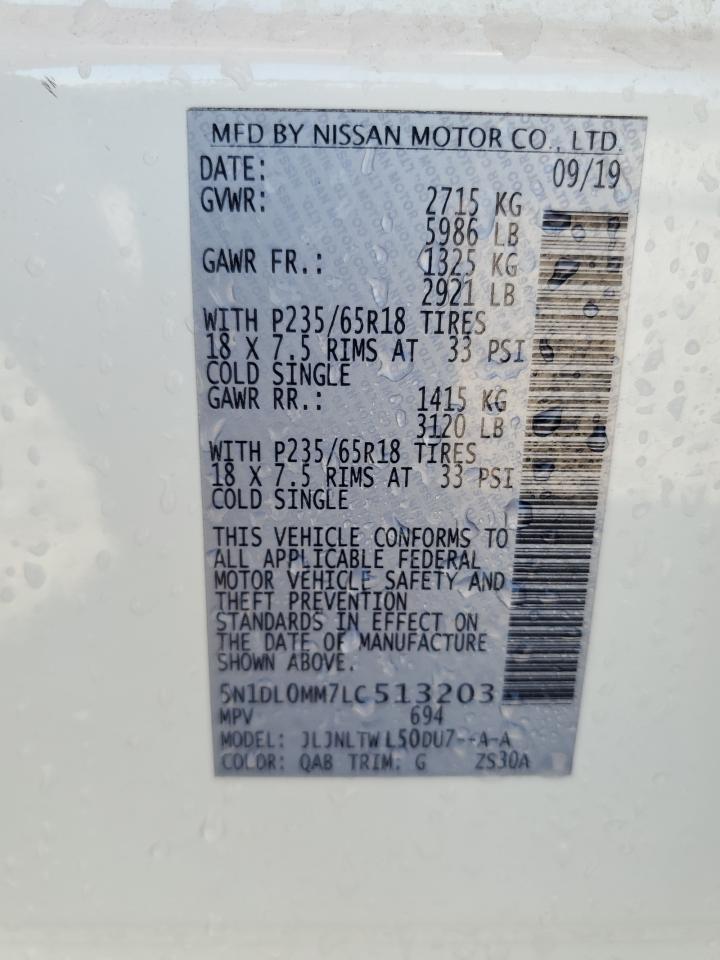 MFD BY NISSAN MOTOR CO., LTD.
DATE: 09/19
GVWR: 2715 KG
5986 LB
GAWR FR.: 1325 KG
2921 LB
WITH P235/65R18 TIRES
18 X 7.5 RIMS AT 33 PSI
COLD SINGLE
GAWR RR.: 1415 KG
3120 LB
WITH P235/65R18 TIRES
18 X 7.5 RIMS AT 33 PSI
COLD SINGLE
THIS VEHICLE CONFORMS TO
ALL APPLICABLE FEDERAL
MOTOR VEHICLE SAFETY AND
THEFT PREVENTION
STANDARDS IN EFFECT ON
THE DATE OF MANUFACTURE
SHOWN ABOVE.
5N1DL0MM7LC513203
MPV 694
MODEL: JLJNLTWL50DU7--A-A
COLOR: QAB TRIM: G ZS30A